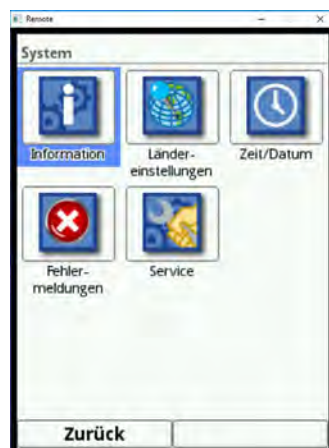 Remote
System
Information
Länder-
einstellungen
Zeit/Datum
Fehler-
meldungen
Service
Zurück